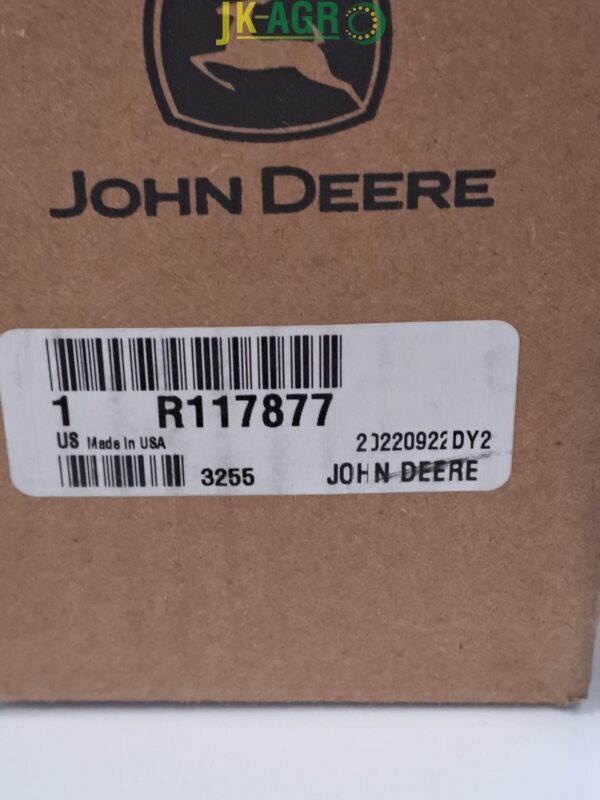 JK-AGRO
JOHN DEERE
1 R117877
US Made in USA
20220922DY2
3255 JOHN DEERE